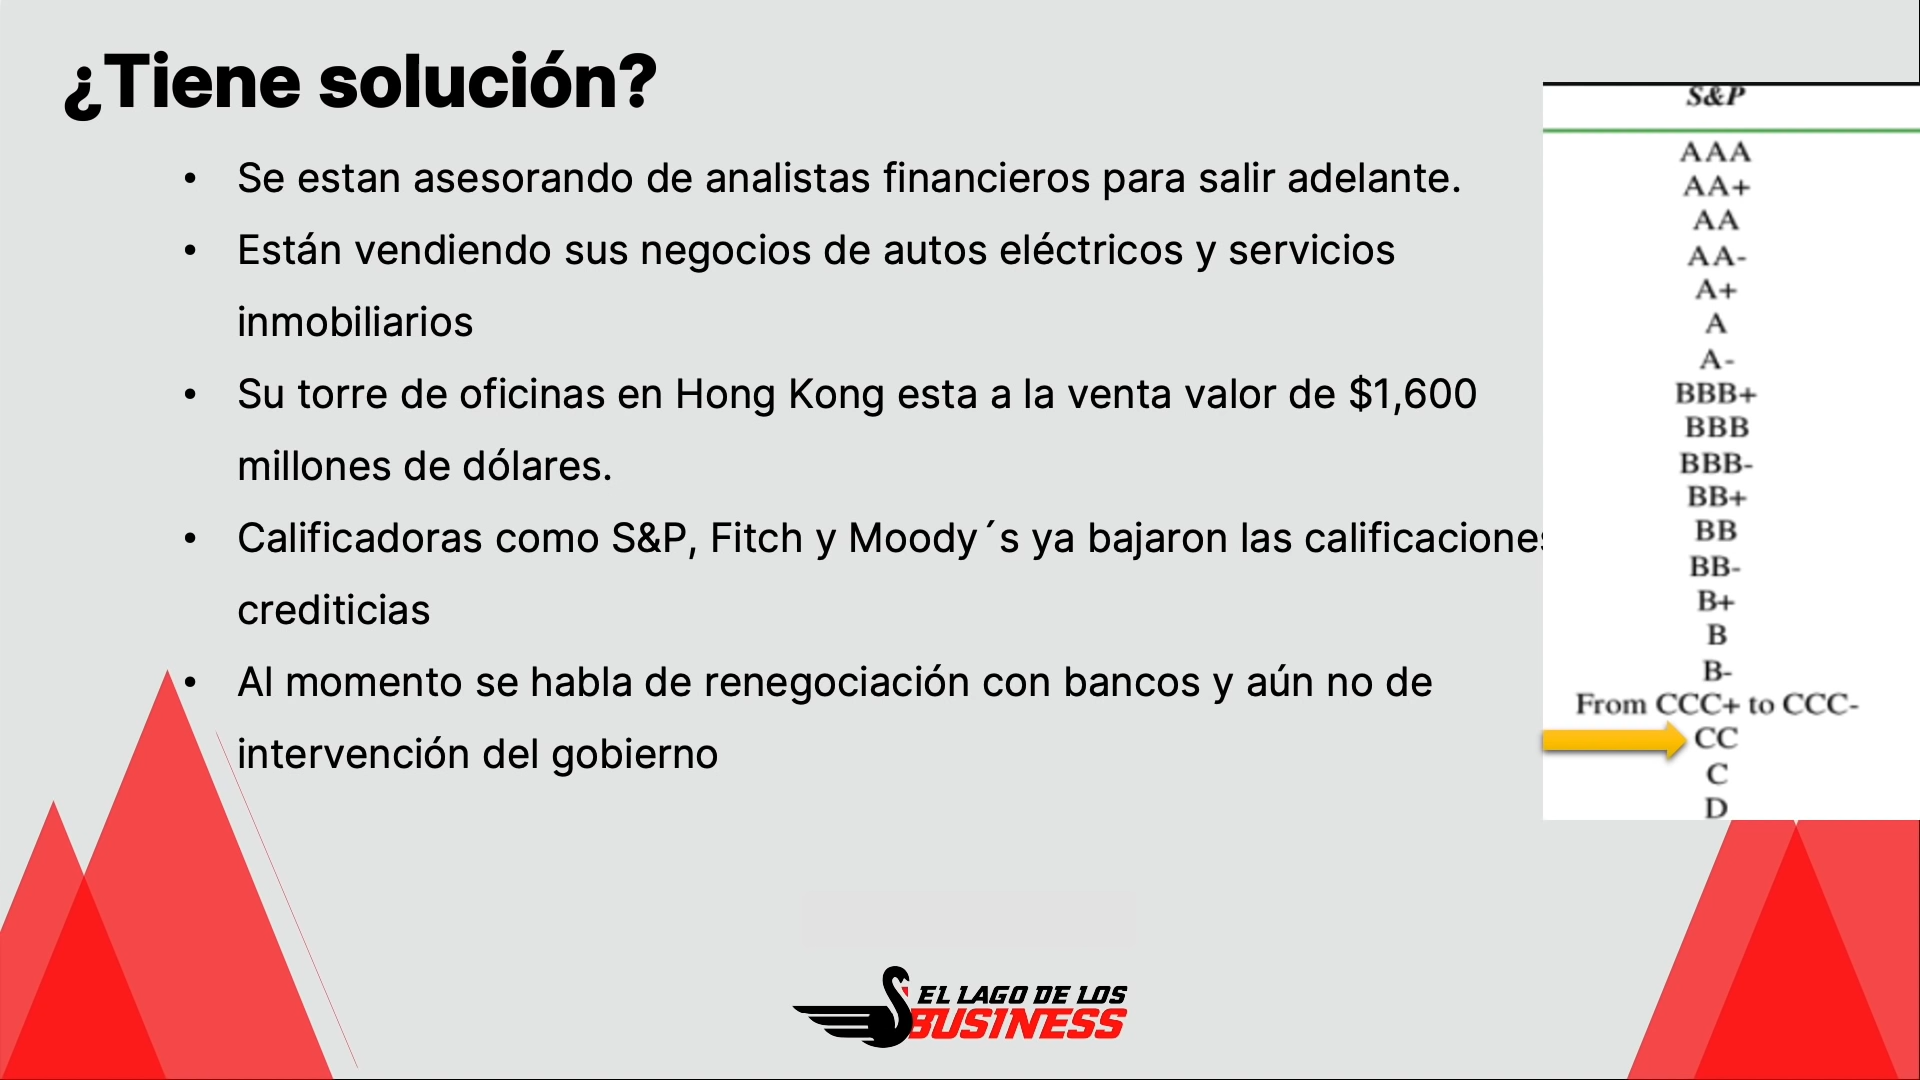 ¿Tiene solución?
• Se estan asesorando de analistas financieros para salir adelante.
• Están vendiendo sus negocios de autos eléctricos y servicios
inmobiliarios
• Su torre de oficinas en Hong Kong esta a la venta valor de $1,600
millones de dólares.
• Calificadoras como S&P, Fitch y Moody´s ya bajaron las calificaciones
crediticias
• Al momento se habla de renegociación con bancos y aún no de
intervención del gobierno
S&P
AAA
AA+
AA
AA-
A+
A
A-
BBB+
BBB
BBB-
BB+
BB
BB-
B+
B
B-
From CCC+ to CCC-
CC
C
D
EL LAGO DE LOS
BUSINESS